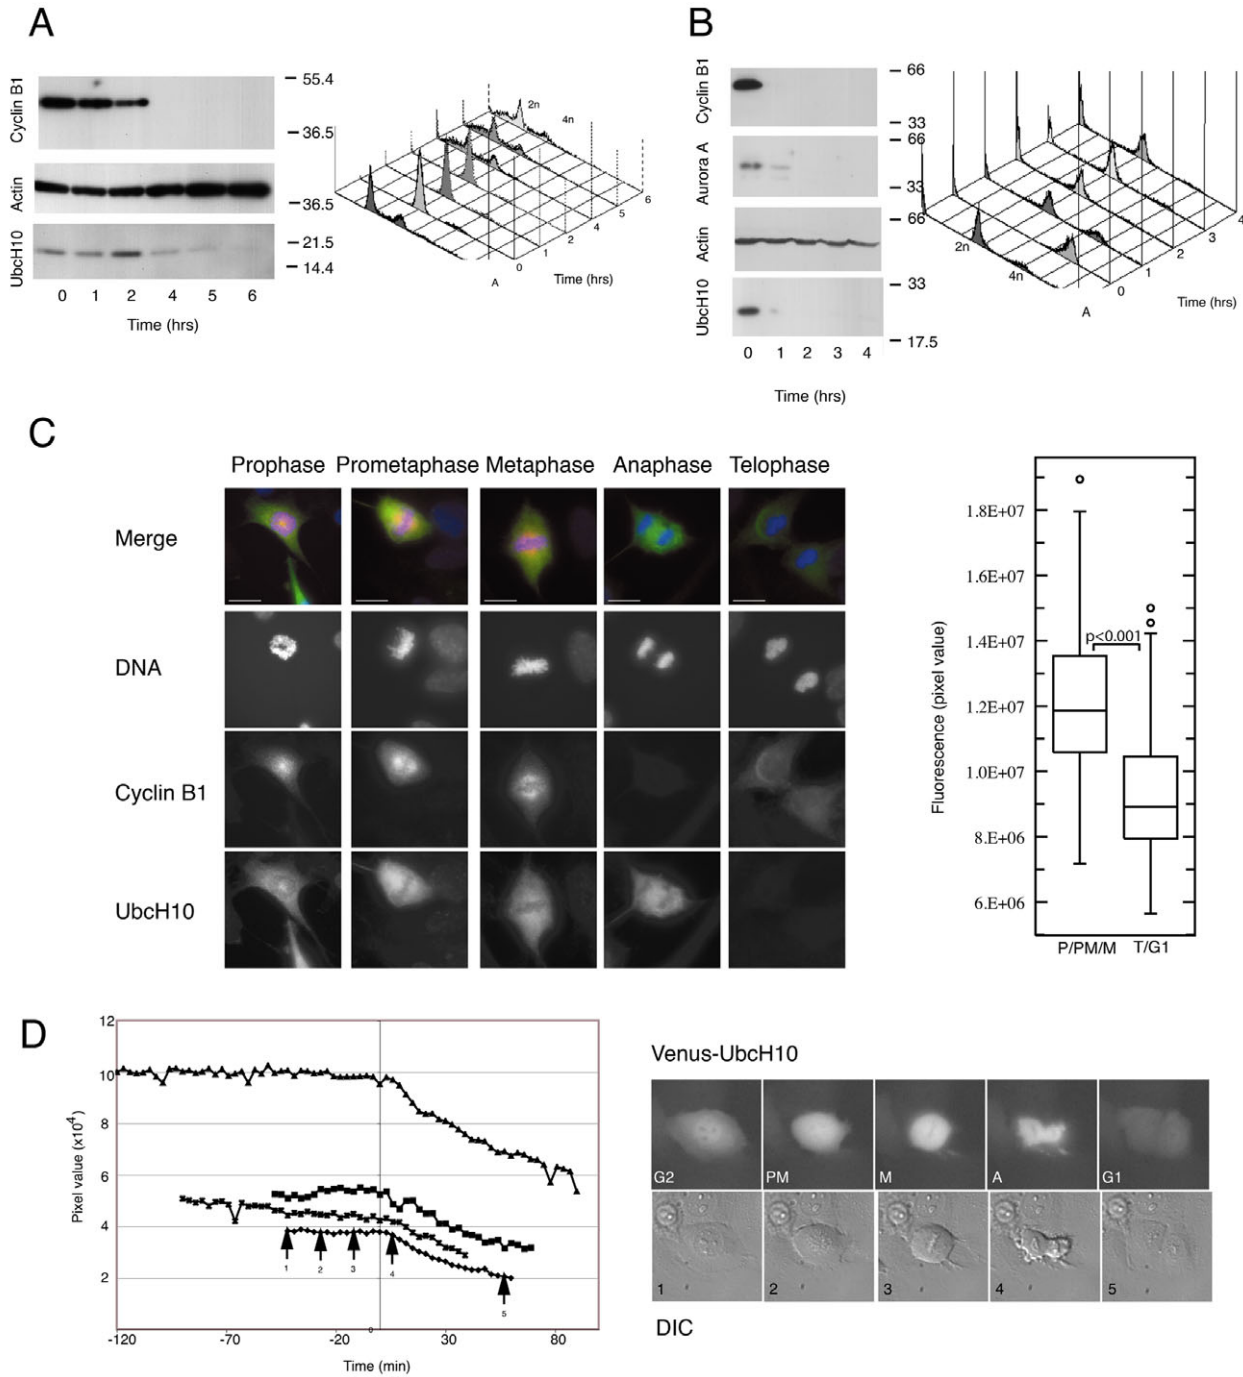 A
Cyclin B1
55.4
36.5
Actin
36.5
UbcH10
21.5
14.4
0 1 2 4 5 6
Time (hrs)
2n
4n
0 1 2 4 5 6
Time (hrs)
A
B
Cyclin B1
66
33
Aurora A
66
33
Actin
66
UbcH10
33
17.5
0 1 2 3 4
Time (hrs)
2n
4n
0 1 2 3 4
Time (hrs)
A
C
Prophase Prometaphase Metaphase Anaphase Telophase
Merge
DNA
Cyclin B1
UbcH10
Fluorescence (pixel value)
1.8E+07
1.6E+07
1.4E+07
p<0.001
1.2E+07
1.0E+07
8.E+06
6.E+06
P/PM/M T/G1
D
Pixel value (x10⁴)
12
10
8
6
4
2
0
1 2 3 4 5
-120 -70 -20 30 80
Time (min)
Venus-UbcH10
G2 PM M A G1
1 2 3 4 5
DIC